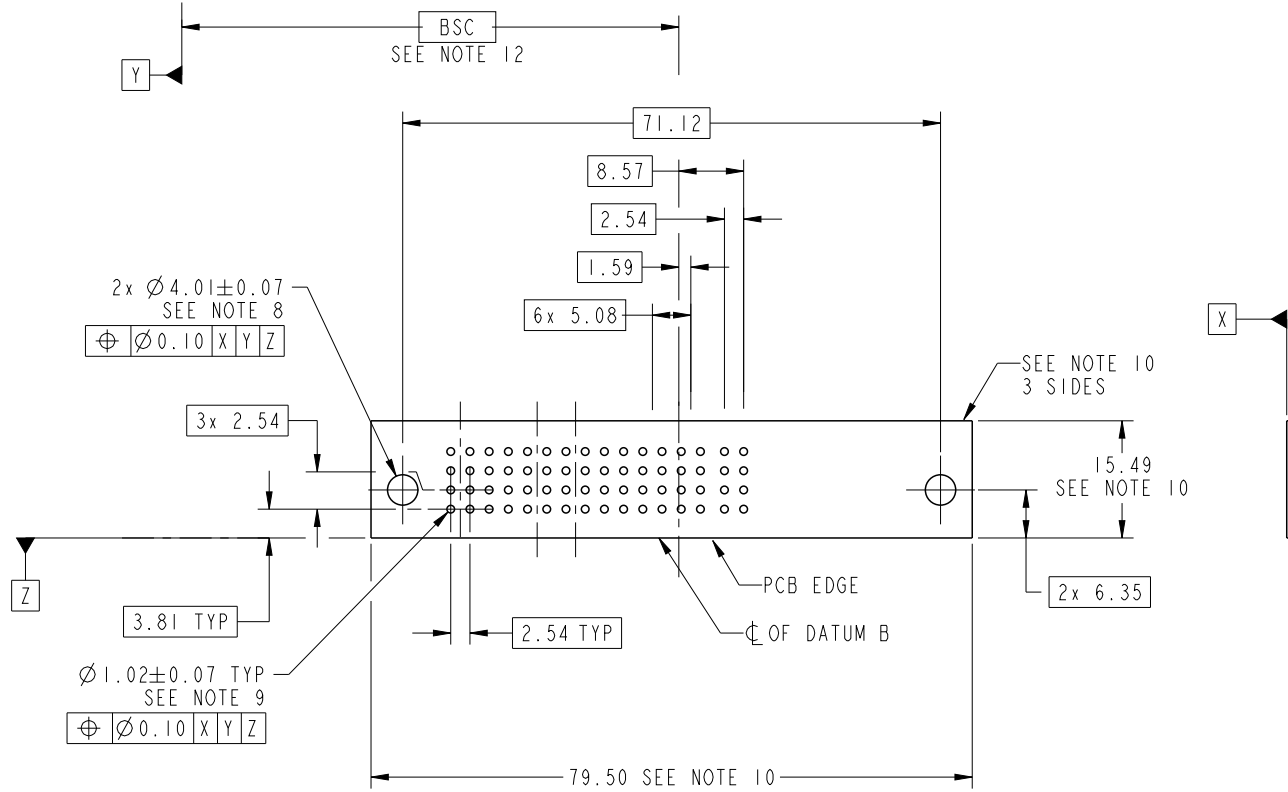 BSC
SEE NOTE 12
Y
71.12
8.57
2.54
1.59
6x 5.08
2x Ø4.01±0.07
SEE NOTE 8
⌖ Ø0.10 X Y Z
X
SEE NOTE 10
3 SIDES
3x 2.54
15.49
SEE NOTE 10
Z
3.81 TYP
2.54 TYP
PCB EDGE
℄ OF DATUM B
2x 6.35
Ø1.02±0.07 TYP
SEE NOTE 9
⌖ Ø0.10 X Y Z
79.50 SEE NOTE 10